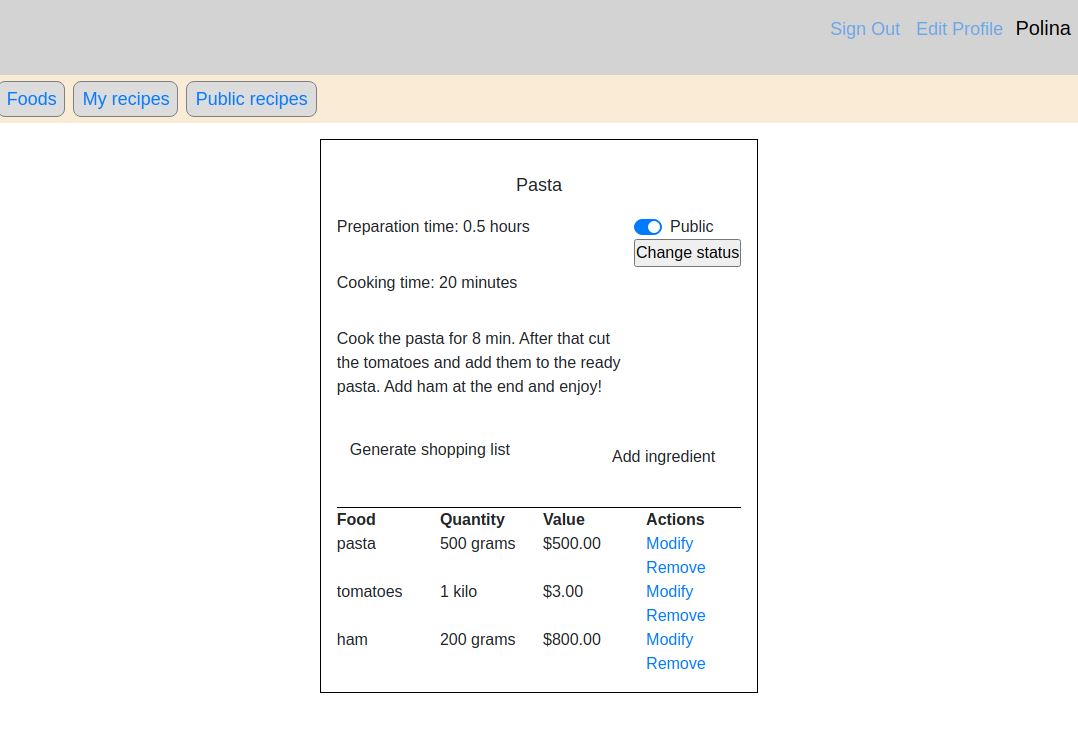 Sign Out Edit Profile Polina
Foods My recipes Public recipes
Pasta
Preparation time: 0.5 hours
Public
Change status
Cooking time: 20 minutes
Cook the pasta for 8 min. After that cut
the tomatoes and add them to the ready
pasta. Add ham at the end and enjoy!
Generate shopping list
Add ingredient
Food Quantity Value Actions
pasta 500 grams $500.00 Modify
Remove
tomatoes 1 kilo $3.00 Modify
Remove
ham 200 grams $800.00 Modify
Remove